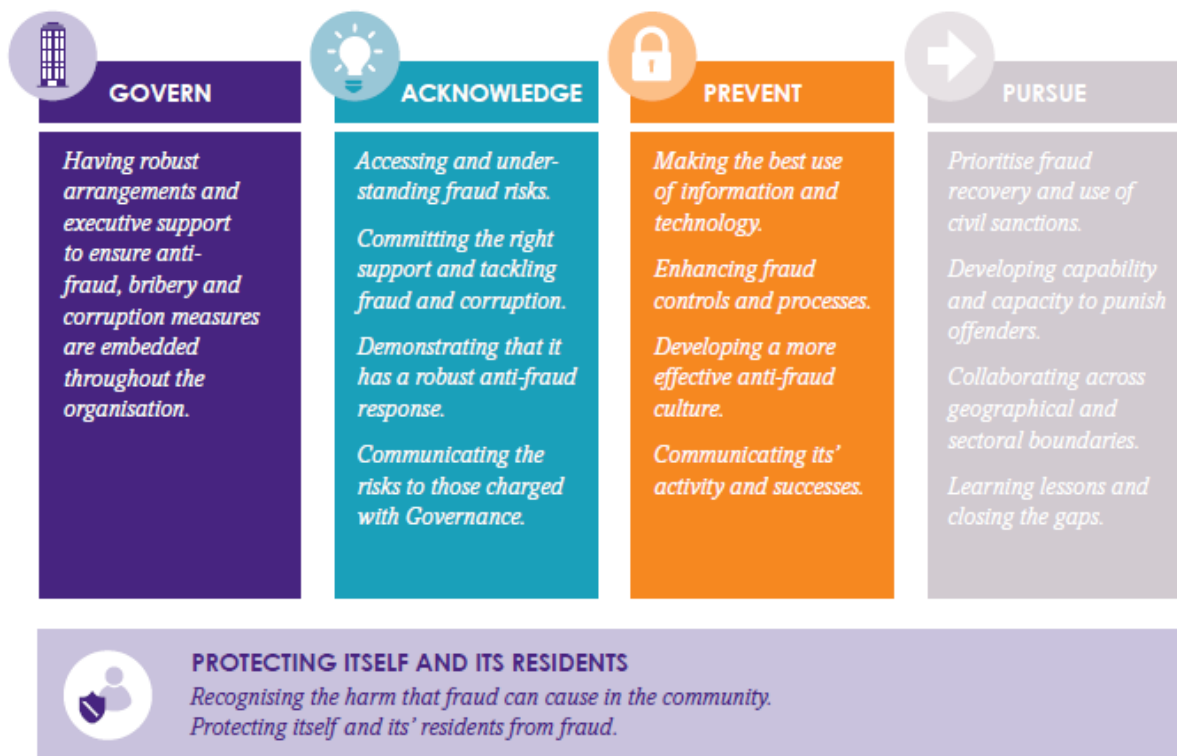 GOVERN
Having robust
arrangements and
executive support
to ensure anti-
fraud, bribery and
corruption measures
are embedded
throughout the
organisation.
ACKNOWLEDGE
Accessing and under-
standing fraud risks.
Committing the right
support and tackling
fraud and corruption.
Demonstrating that it
has a robust anti-fraud
response.
Communicating the
risks to those charged
with Governance.
PREVENT
Making the best use
of information and
technology.
Enhancing fraud
controls and processes.
Developing a more
effective anti-fraud
culture.
Communicating its’
activity and successes.
PURSUE
Prioritise fraud
recovery and use of
civil sanctions.
Developing capability
and capacity to punish
offenders.
Collaborating across
geographical and
sectoral boundaries.
Learning lessons and
closing the gaps.
PROTECTING ITSELF AND ITS RESIDENTS
Recognising the harm that fraud can cause in the community.
Protecting itself and its’ residents from fraud.